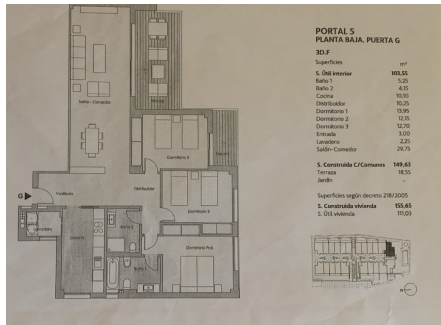 PORTAL 5
PLANTA BAJA. PUERTA G
3D.F
Superficies m²
S. Útil interior 103,55
Baño 1 5,25
Baño 2 4,15
Cocina 10,10
Distribuidor 10,25
Dormitorio 1 13,95
Dormitorio 2 12,15
Dormitorio 3 12,70
Entrada 3,00
Lavadero 2,25
Salón-Comedor 29,75
S. Construida C/Comunes 149,63
Terraza 18,55
Jardín -
Superficies según decreto 218/2005
S. Construida vivienda 155,65
S. Útil vivienda 111,03
Salón - Comedor
Terraza
Dormitorio 2
Distribuidor
Vestíbulo
G
Dormitorio 3
Lavadero
Cocina
Baño 2
Baño 1
Dormitorio Ppal.
N